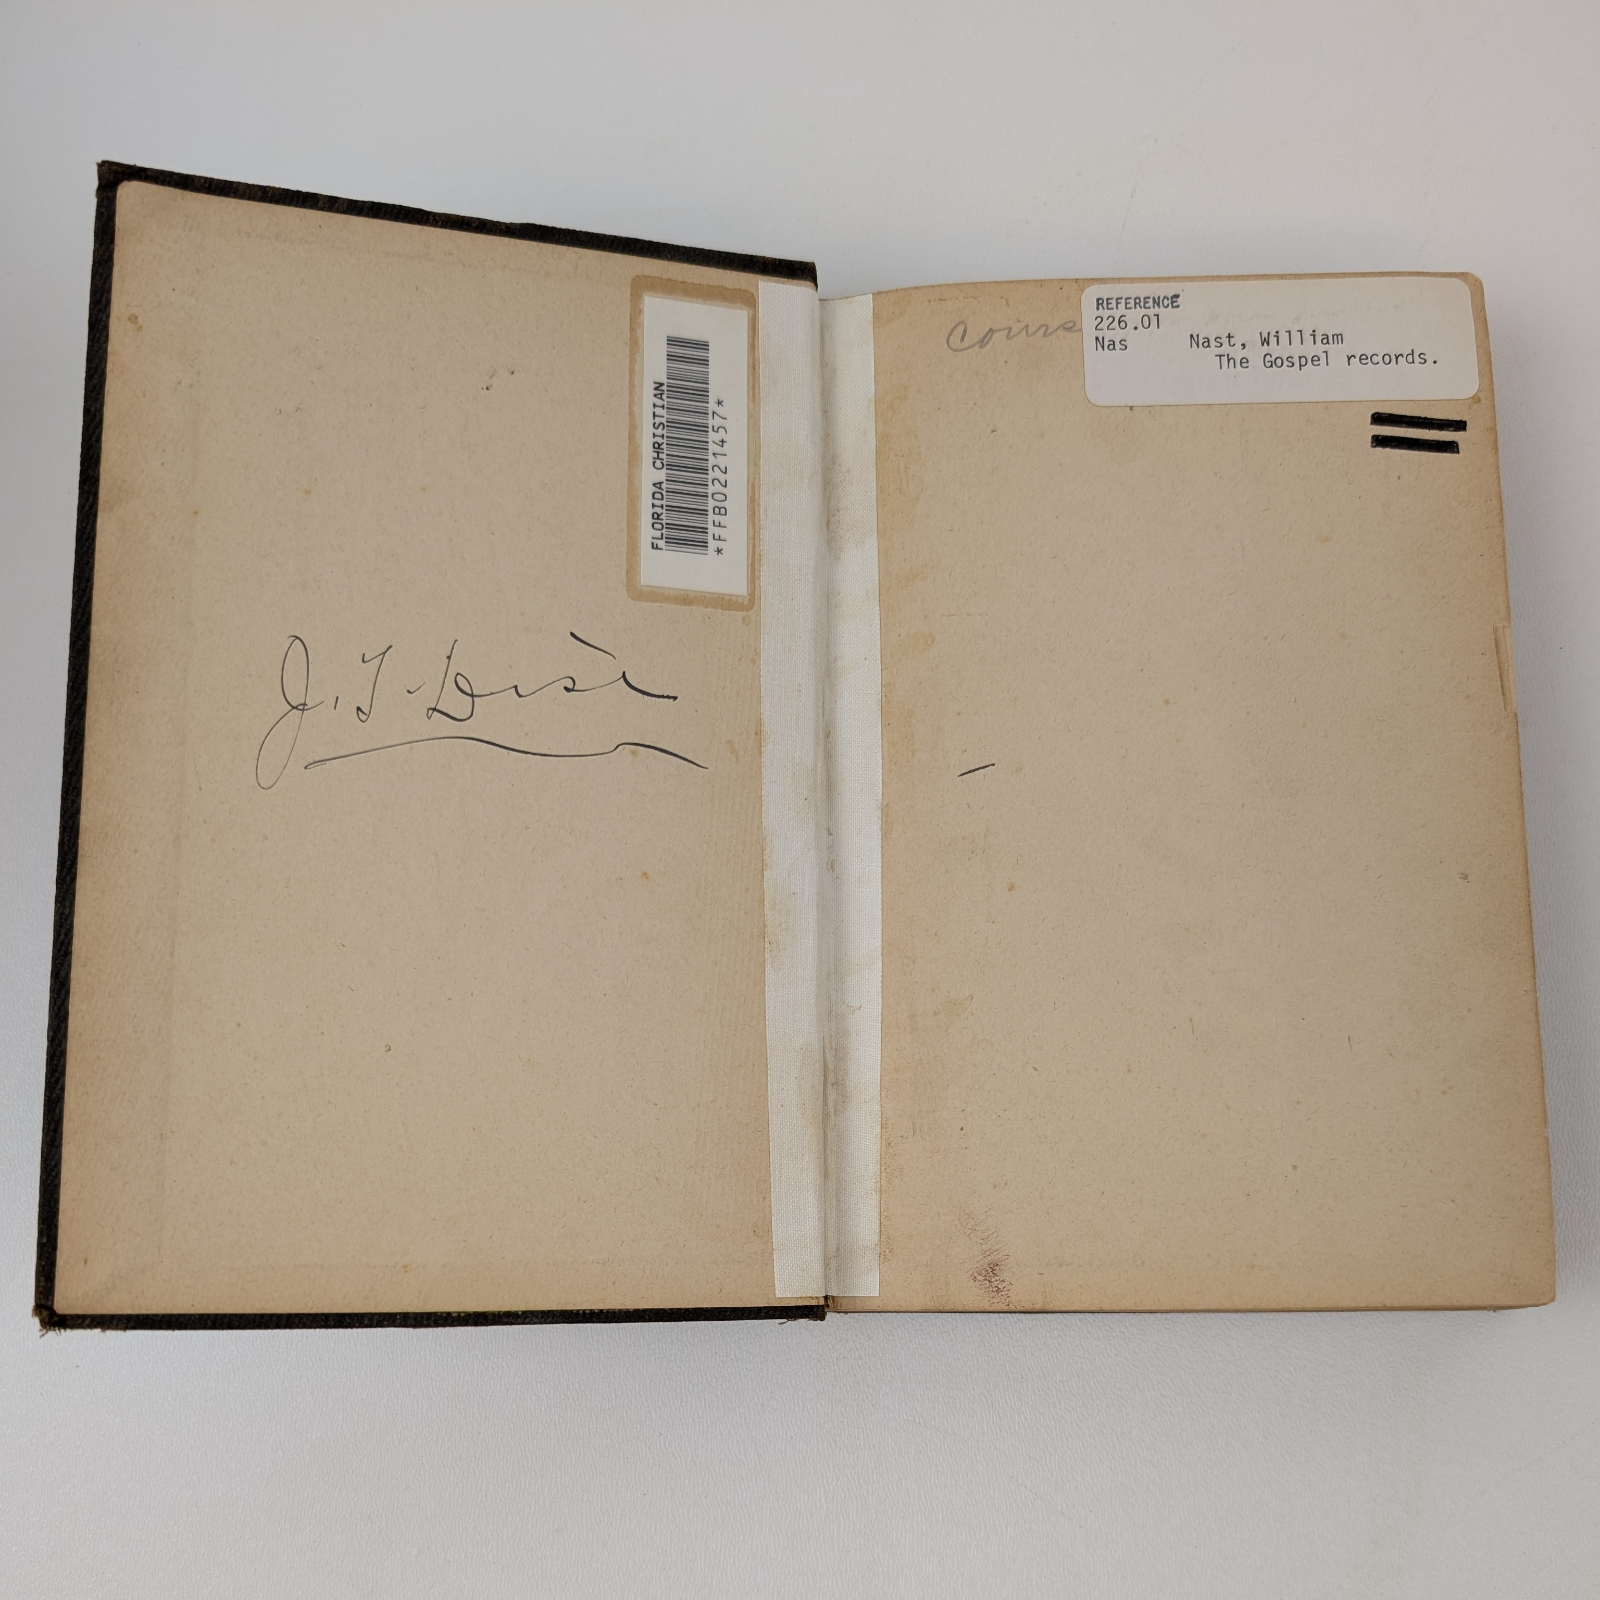 FLORIDA CHRISTIAN
*FFB0221457*
J. T.
REFERENCE
226.01
Nas Nast, William
The Gospel records.